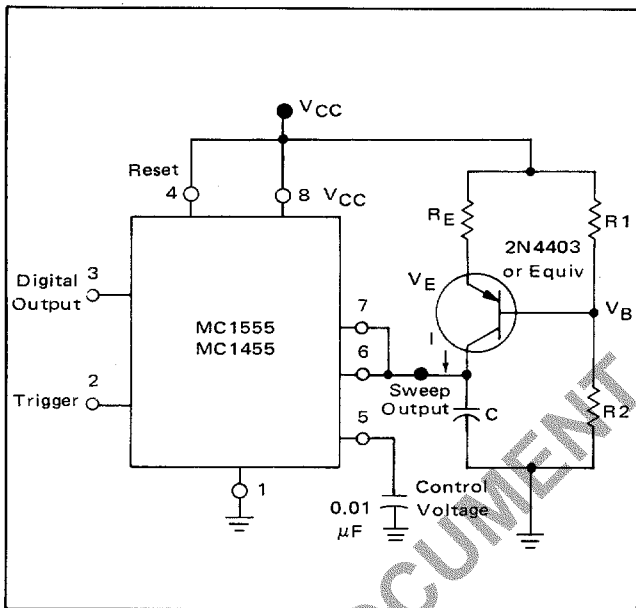 VCC
Reset
4
8 VCC
RE
R1
2N4403
or Equiv
Digital
Output
3
VE
VB
MC1555
MC1455
7
6
I
Trigger
2
Sweep
Output
C
R2
5
1
Control
Voltage
0.01
µF
CUMENT